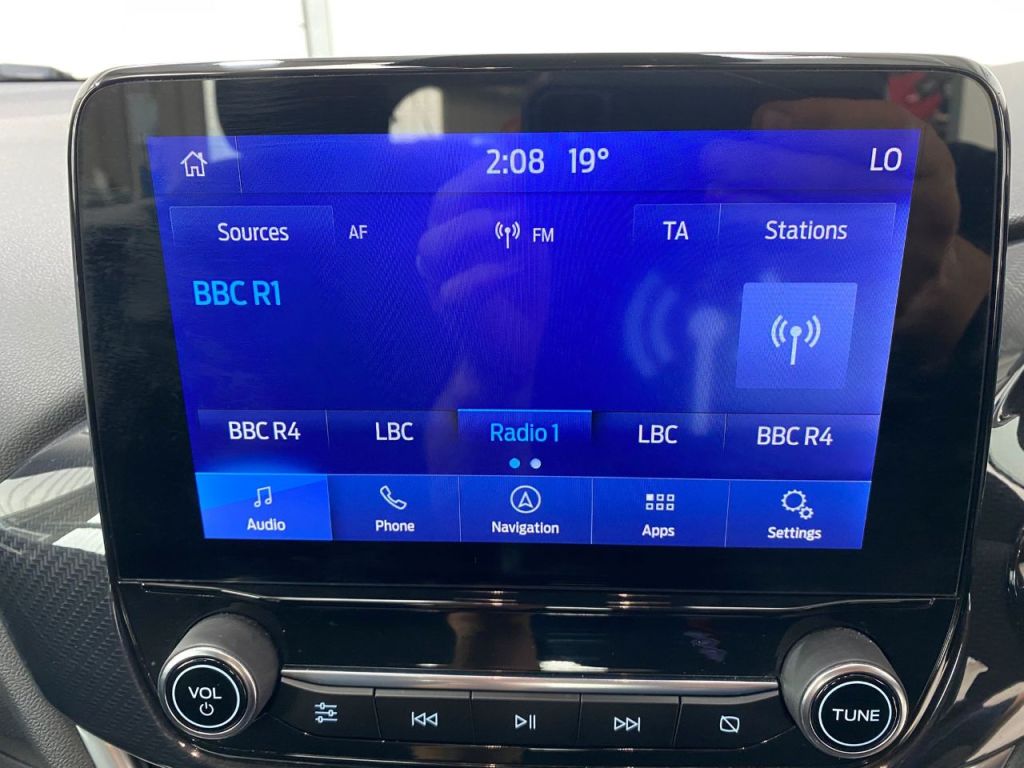 2:08 19° LO
Sources AF FM TA Stations
BBC R1
BBC R4 LBC Radio 1 LBC BBC R4
Audio Phone Navigation Apps Settings
VOL TUNE